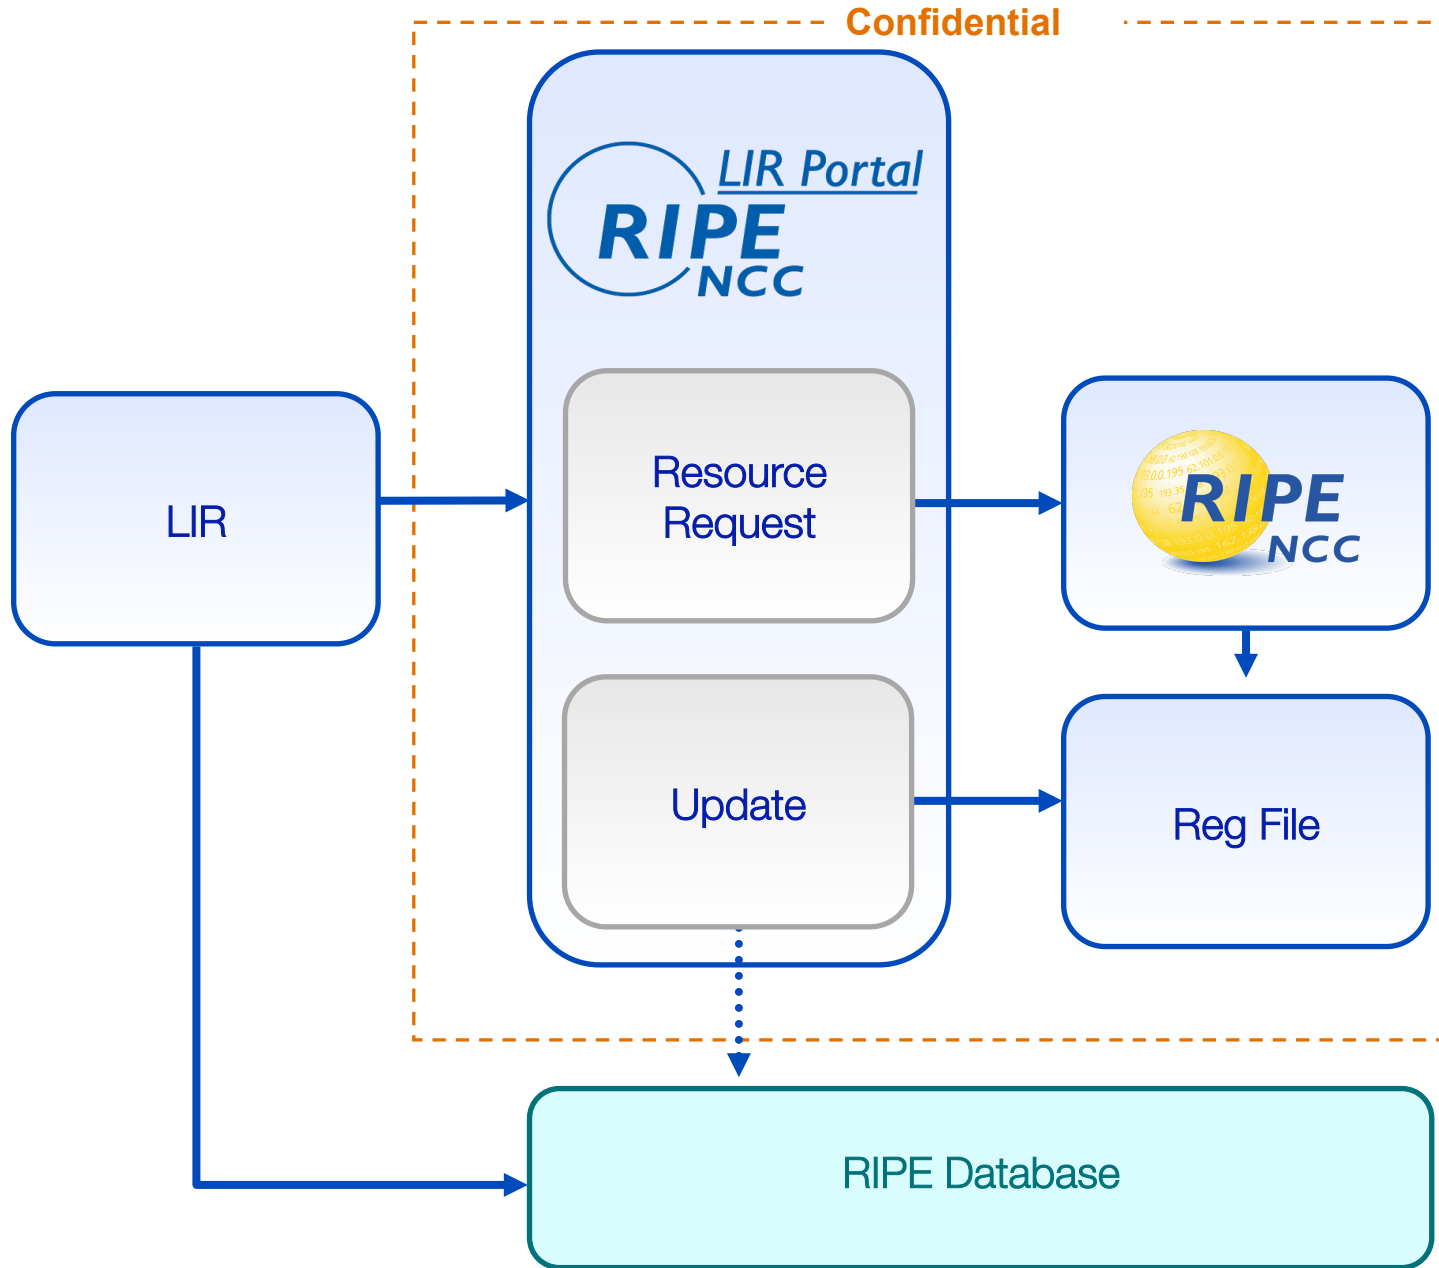 Confidential
LIR Portal
RIPE
NCC
LIR
Resource
Request
RIPE
NCC
Update
Reg File
RIPE Database